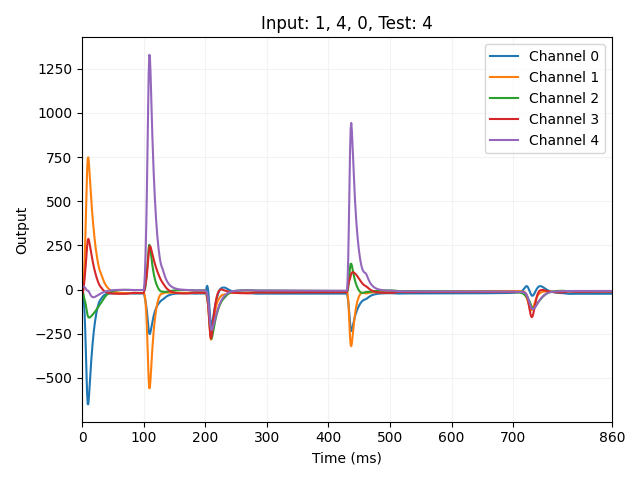 Input: 1, 4, 0, Test: 4
Channel 0
Channel 1
Channel 2
Channel 3
Channel 4
1250
1000
750
500
250
0
−250
−500
Output
0 100 200 300 400 500 600 700 860
Time (ms)